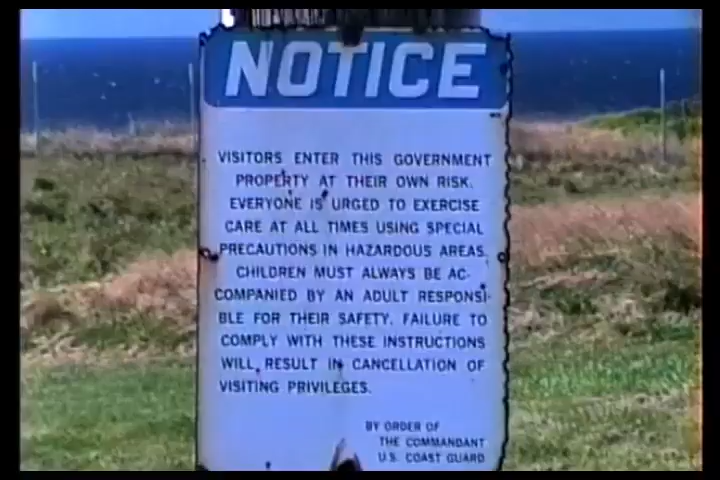 NOTICE
VISITORS ENTER THIS GOVERNMENT
PROPERTY AT THEIR OWN RISK.
EVERYONE IS URGED TO EXERCISE
CARE AT ALL TIMES USING SPECIAL
PRECAUTIONS IN HAZARDOUS AREAS.
CHILDREN MUST ALWAYS BE AC-
COMPANIED BY AN ADULT RESPONSI-
BLE FOR THEIR SAFETY. FAILURE TO
COMPLY WITH THESE INSTRUCTIONS
WILL RESULT IN CANCELLATION OF
VISITING PRIVILEGES.
BY ORDER OF
THE COMMANDANT
U.S. COAST GUARD